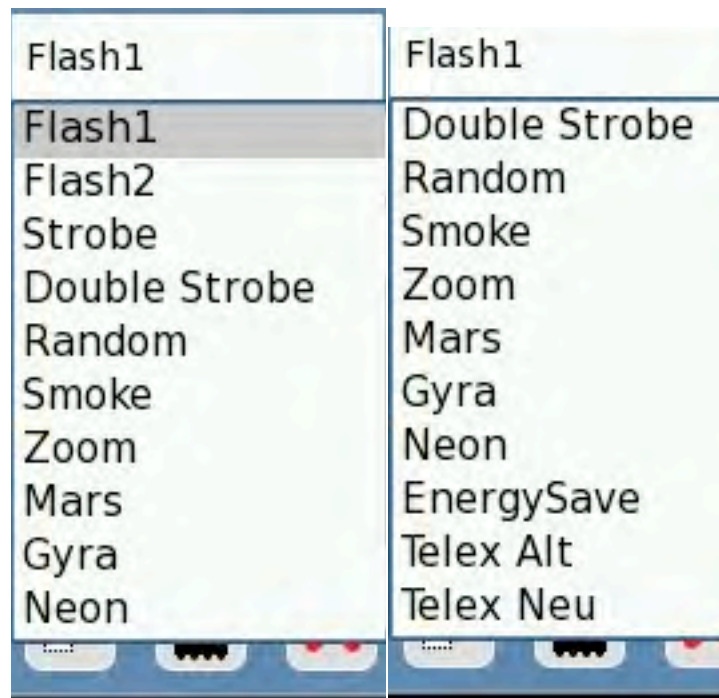 Flash1
Flash1
Flash2
Strobe
Double Strobe
Random
Smoke
Zoom
Mars
Gyra
Neon
Flash1
Double Strobe
Random
Smoke
Zoom
Mars
Gyra
Neon
EnergySave
Telex Alt
Telex Neu